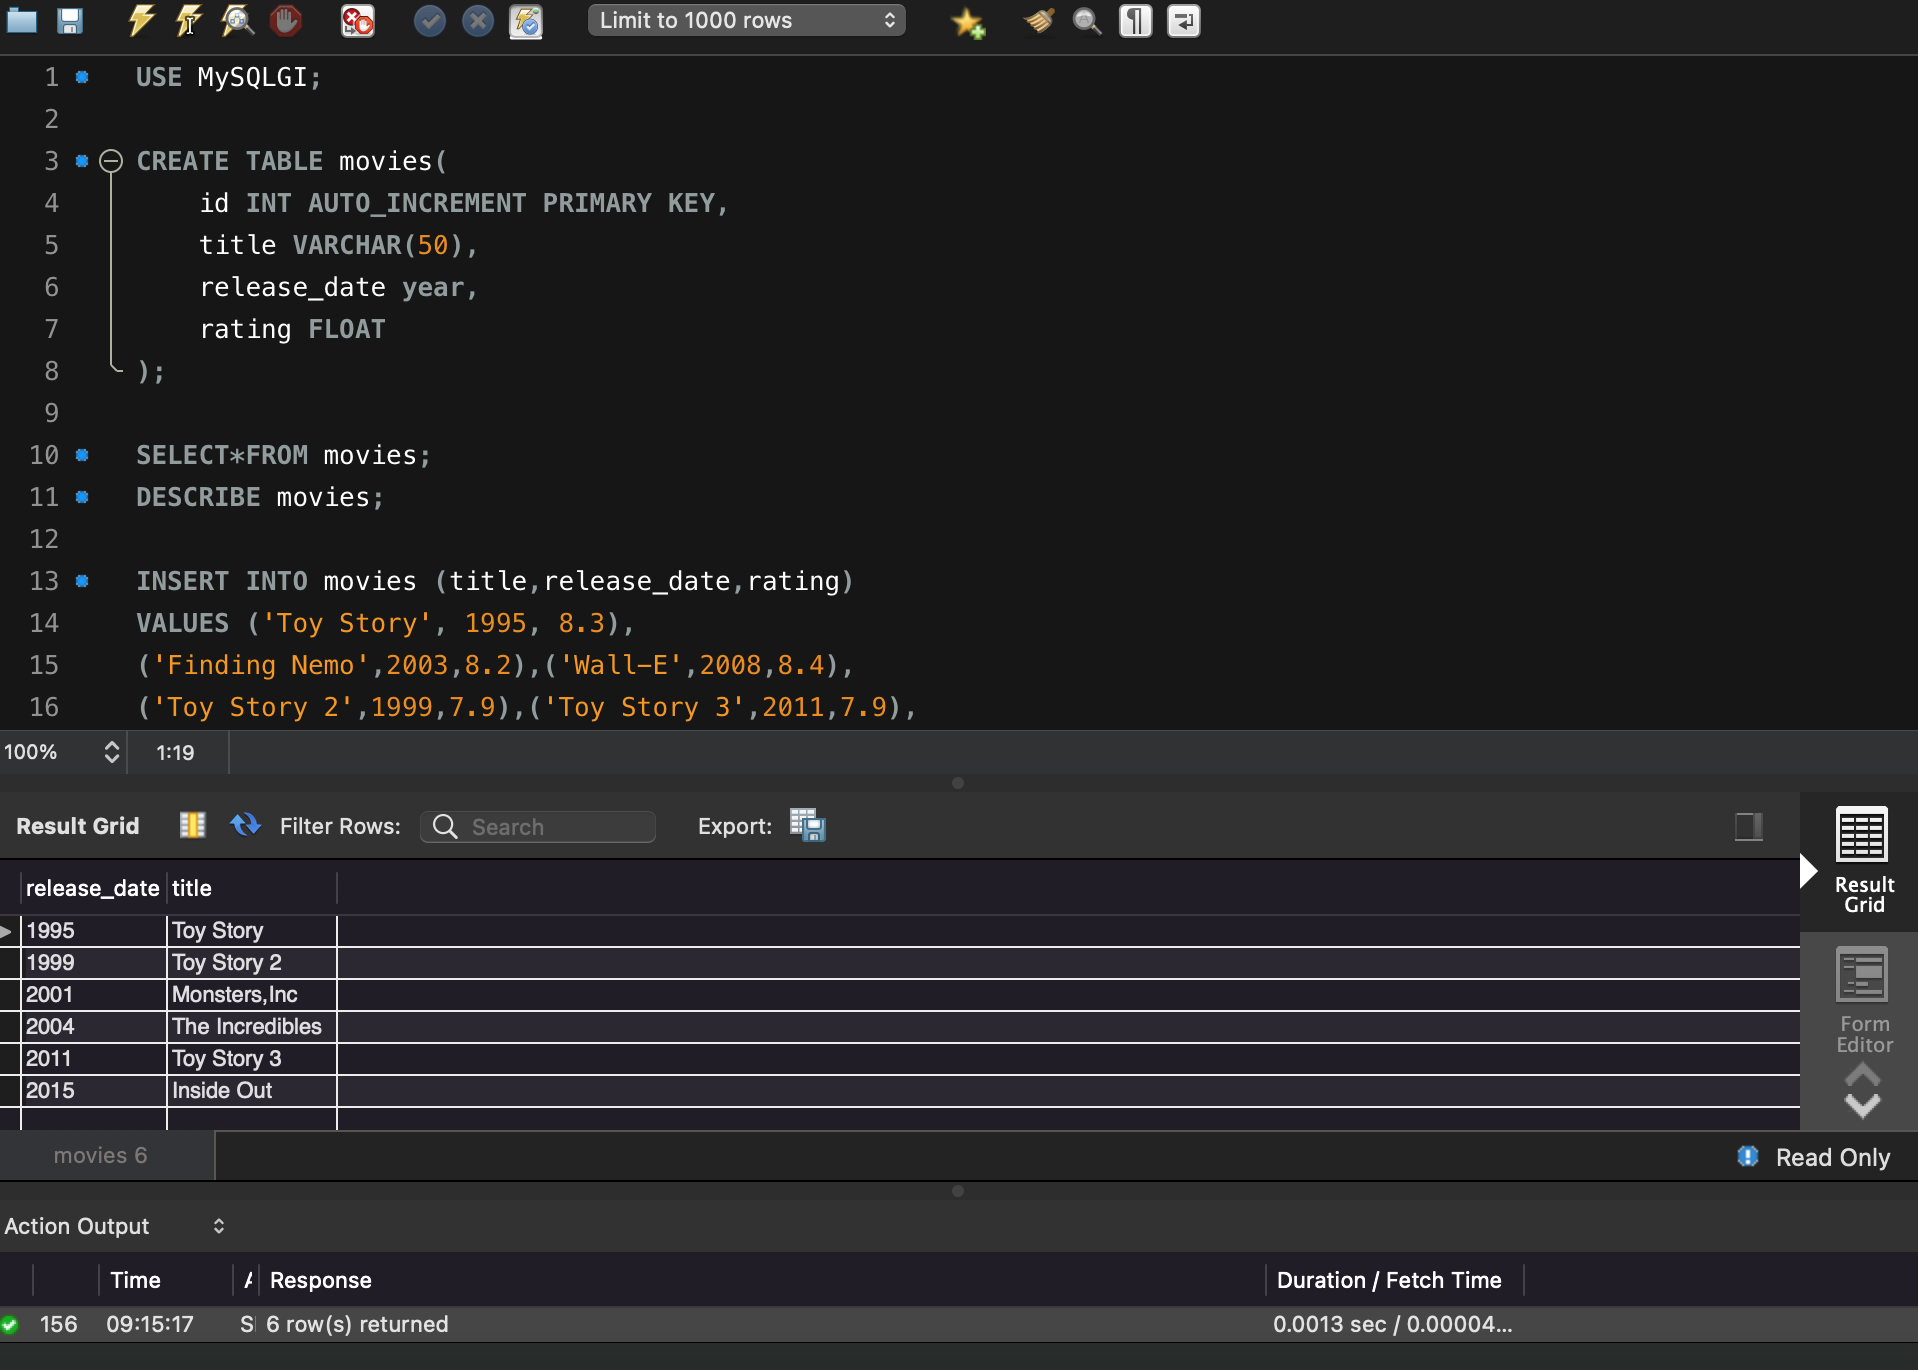 Limit to 1000 rows
1 USE MySQLGI;
2
3 CREATE TABLE movies(
4 id INT AUTO_INCREMENT PRIMARY KEY,
5 title VARCHAR(50),
6 release_date year,
7 rating FLOAT
8 );
9
10 SELECT*FROM movies;
11 DESCRIBE movies;
12
13 INSERT INTO movies (title,release_date,rating)
14 VALUES ('Toy Story', 1995, 8.3),
15 ('Finding Nemo',2003,8.2),('Wall-E',2008,8.4),
16 ('Toy Story 2',1999,7.9),('Toy Story 3',2011,7.9),
100% 1:19
Result Grid Filter Rows: Search Export:
release_date title
1995 Toy Story
1999 Toy Story 2
2001 Monsters,Inc
2004 The Incredibles
2011 Toy Story 3
2015 Inside Out
Result
Grid
Form
Editor
movies 6 Read Only
Action Output
Time A Response Duration / Fetch Time
156 09:15:17 S 6 row(s) returned 0.0013 sec / 0.00004...